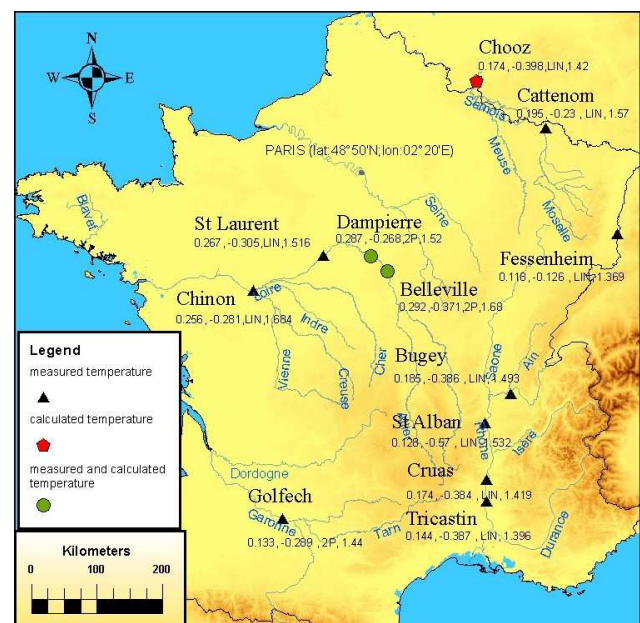 N
W E
S
Chooz
0.174, -0.398,LIN,1.42
Cattenom
0.195, -0.23 , LIN, 1.57
Semois
Meuse
Moselle
PARIS (lat:48°50'N;lon:02°20'E)
Seine
Blavet
St Laurent
0.267, -0.305,LIN,1.516
Dampierre
0.287, -0.268,2P,1.52
Fessenheim
0.116, -0.126 , LIN, 1.369
Belleville
0.292,-0.371,2P,1.68
Chinon
0.256, -0.281,LIN,1.684
Loire
Indre
Cher
Vienne
Creuse
Saone
Ain
Bugey
0.185, -0.386 , LIN, 1.493
St Alban
0.128, -0.57 , LIN, 1.532
Rhone
Isere
Cruas
0.174, -0.384 , LIN, 1.419
Tricastin
0.144, -0.387, LIN, 1.396
Durance
Dordogne
Golfech
Garonne
Tarn
0.133, -0.289 , 2P, 1.44
Legend
measured temperature
calculated temperature
measured and calculated
temperature
Kilometers
0 100 200